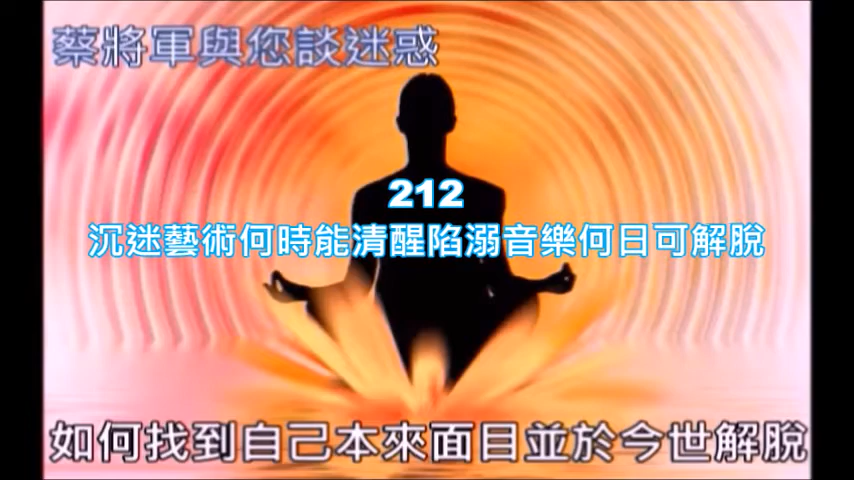 蔡將軍與您談迷惑
212
沉迷藝術何時能清醒陷溺音樂何日可解脫
如何找到自己本來面目並於今世解脫